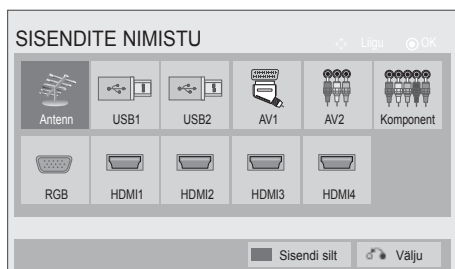 SISENDITE NIMISTU
Liigu OK
Antenn USB1 USB2 AV1 AV2 Komponent
RGB HDMI1 HDMI2 HDMI3 HDMI4
Sisendi silt Välju